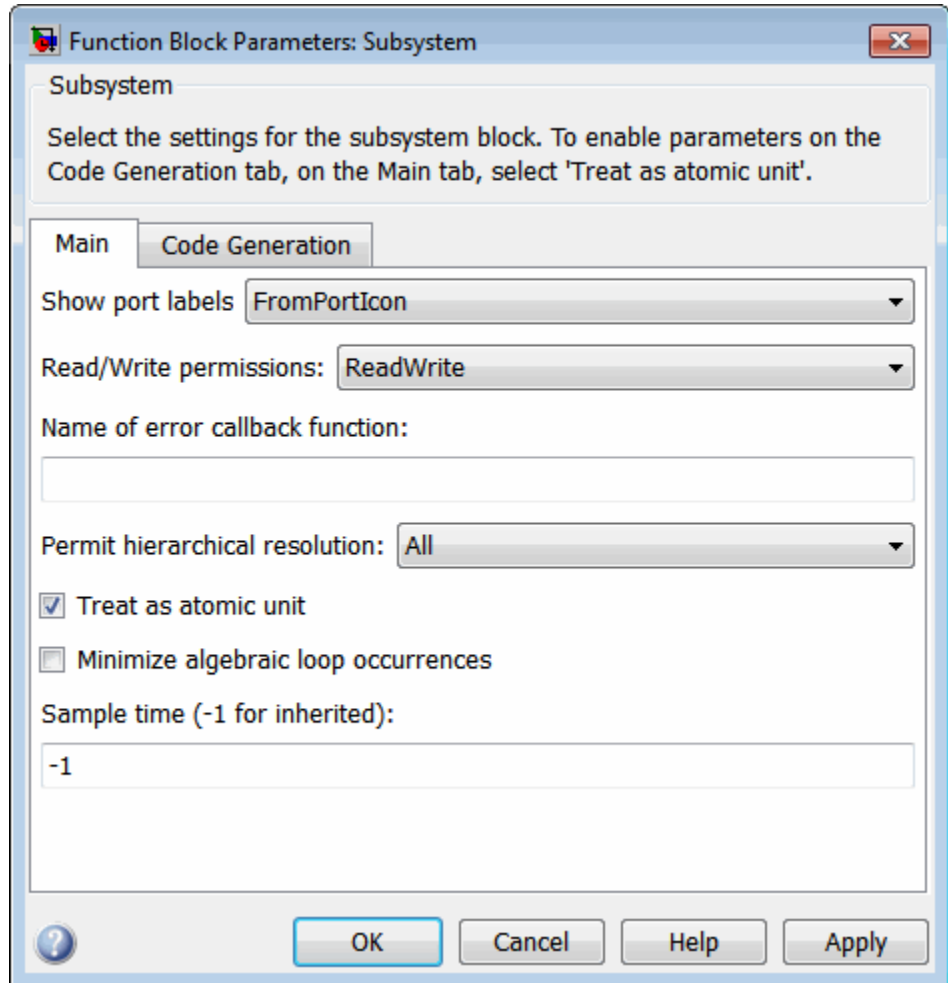 Function Block Parameters: Subsystem
Subsystem
Select the settings for the subsystem block. To enable parameters on the
Code Generation tab, on the Main tab, select 'Treat as atomic unit'.
Main Code Generation
Show port labels FromPortIcon
Read/Write permissions: ReadWrite
Name of error callback function:
Permit hierarchical resolution: All
Treat as atomic unit
Minimize algebraic loop occurrences
Sample time (-1 for inherited):
-1
OK Cancel Help Apply